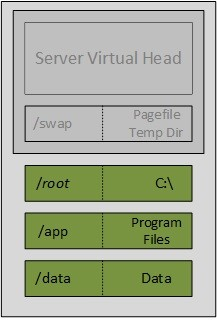 Server Virtual Head
/swap Pagefile
Temp Dir
/root C:\
/app Program
Files
/data Data